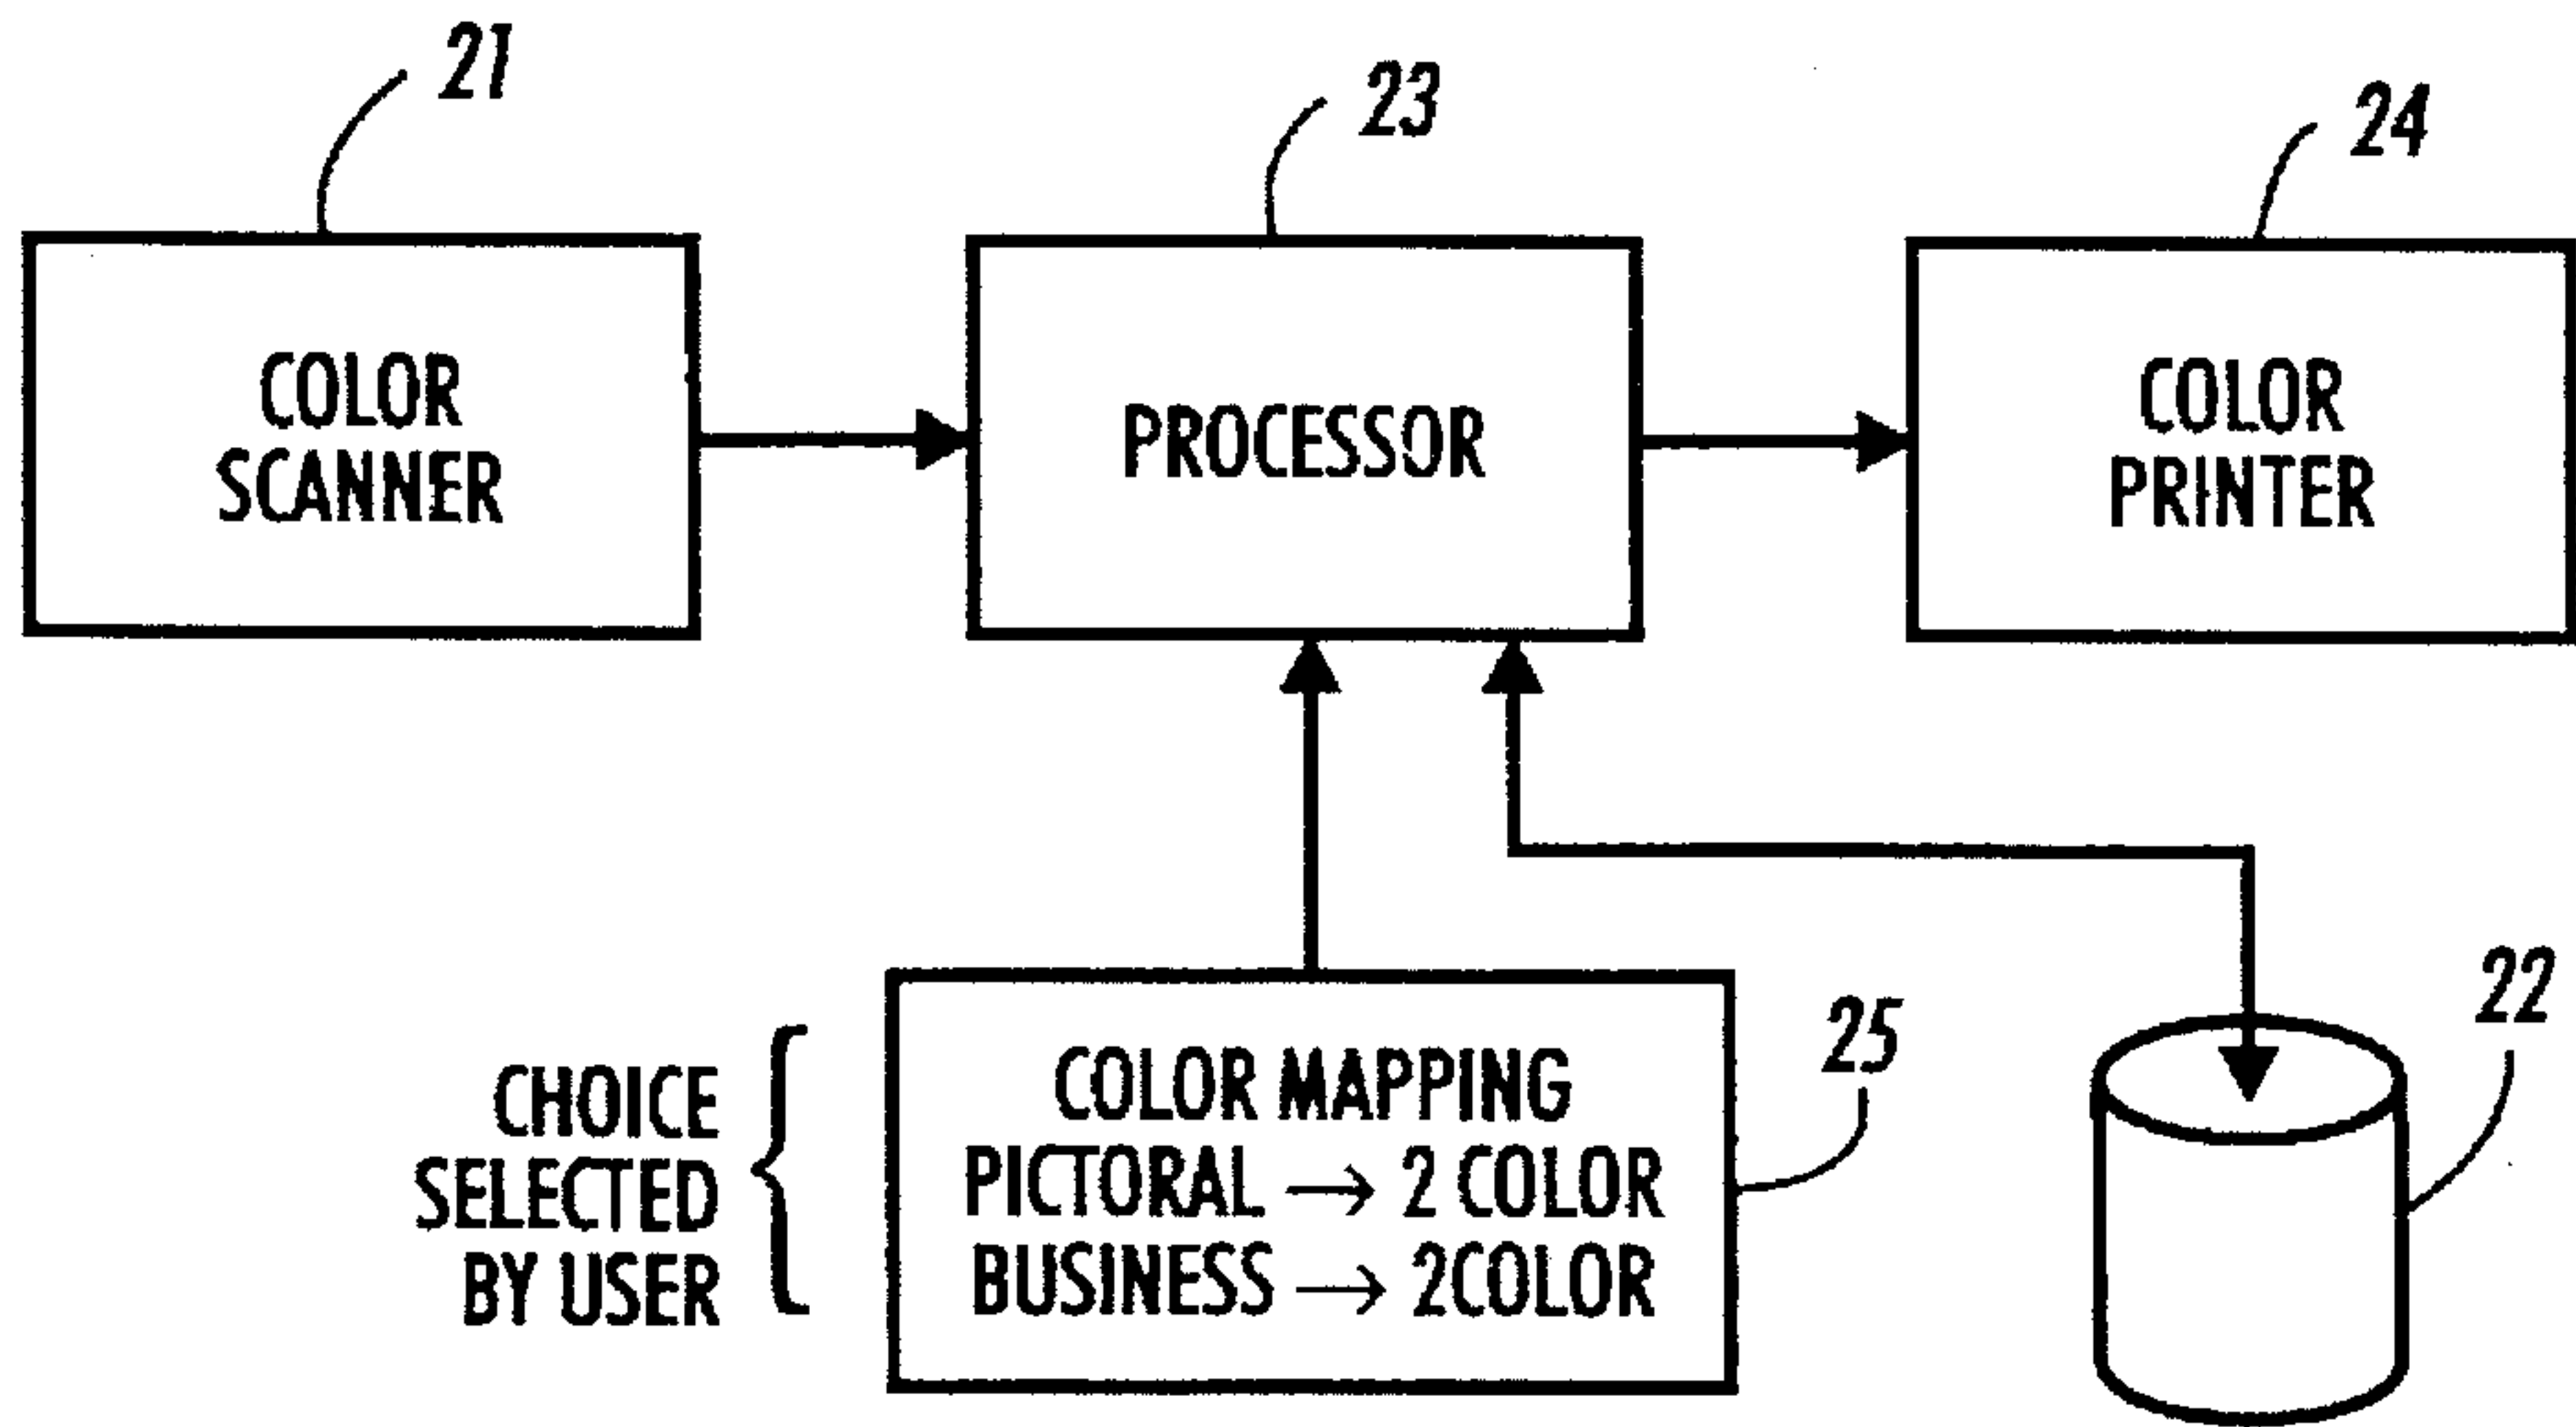 21
23
24
COLOR
SCANNER
PROCESSOR
COLOR
PRINTER
22
25
CHOICE
SELECTED
BY USER
COLOR MAPPING
PICTORAL → 2 COLOR
BUSINESS → 2COLOR